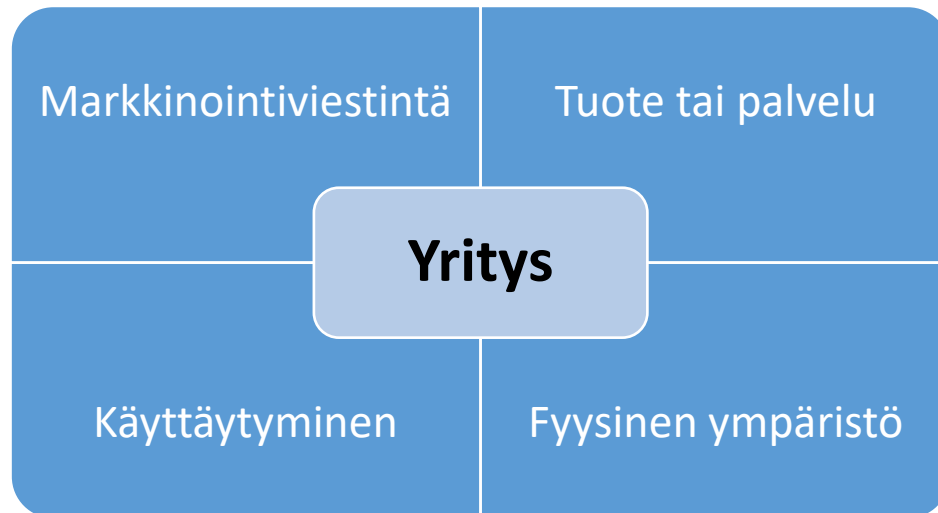 Markkinointiviestintä
Tuote tai palvelu
Yritys
Käyttäytyminen
Fyysinen ympäristö